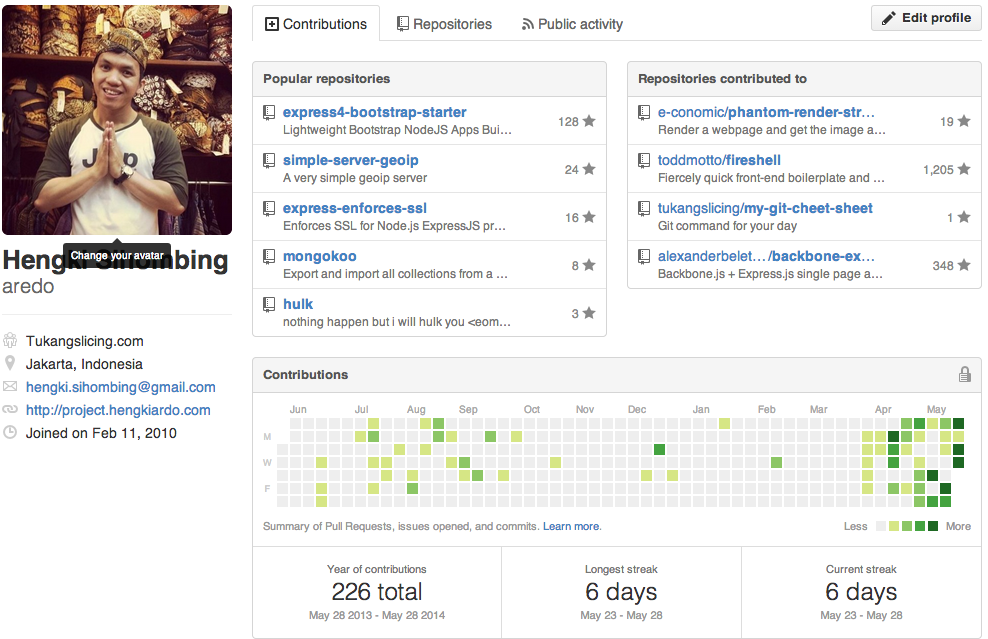 Contributions
Repositories
Public activity
Edit profile
Change your avatar
Hengki Sihombing
aredo
Tukangslicing.com
Jakarta, Indonesia
hengki.sihombing@gmail.com
http://project.hengkiardo.com
Joined on Feb 11, 2010
Popular repositories
express4-bootstrap-starter
Lightweight Bootstrap NodeJS Apps Bui...
128
simple-server-geoip
A very simple geoip server
24
express-enforces-ssl
Enforces SSL for Node.js ExpressJS pr...
16
mongokoo
Export and import all collections from a ...
8
hulk
nothing happen but i will hulk you <eom...
3
Repositories contributed to
e-conomic/phantom-render-str...
Render a webpage and get the image a...
19
toddmotto/fireshell
Fiercely quick front-end boilerplate and ...
1,205
tukangslicing/my-git-cheet-sheet
Git command for your day
1
alexanderbelet.../backbone-ex...
Backbone.js + Express.js single page a...
348
Contributions
Jun Jul Aug Sep Oct Nov Dec Jan Feb Mar Apr May
M
W
F
Summary of Pull Requests, issues opened, and commits. Learn more.
Less More
Year of contributions
226 total
May 28 2013 - May 28 2014
Longest streak
6 days
May 23 - May 28
Current streak
6 days
May 23 - May 28